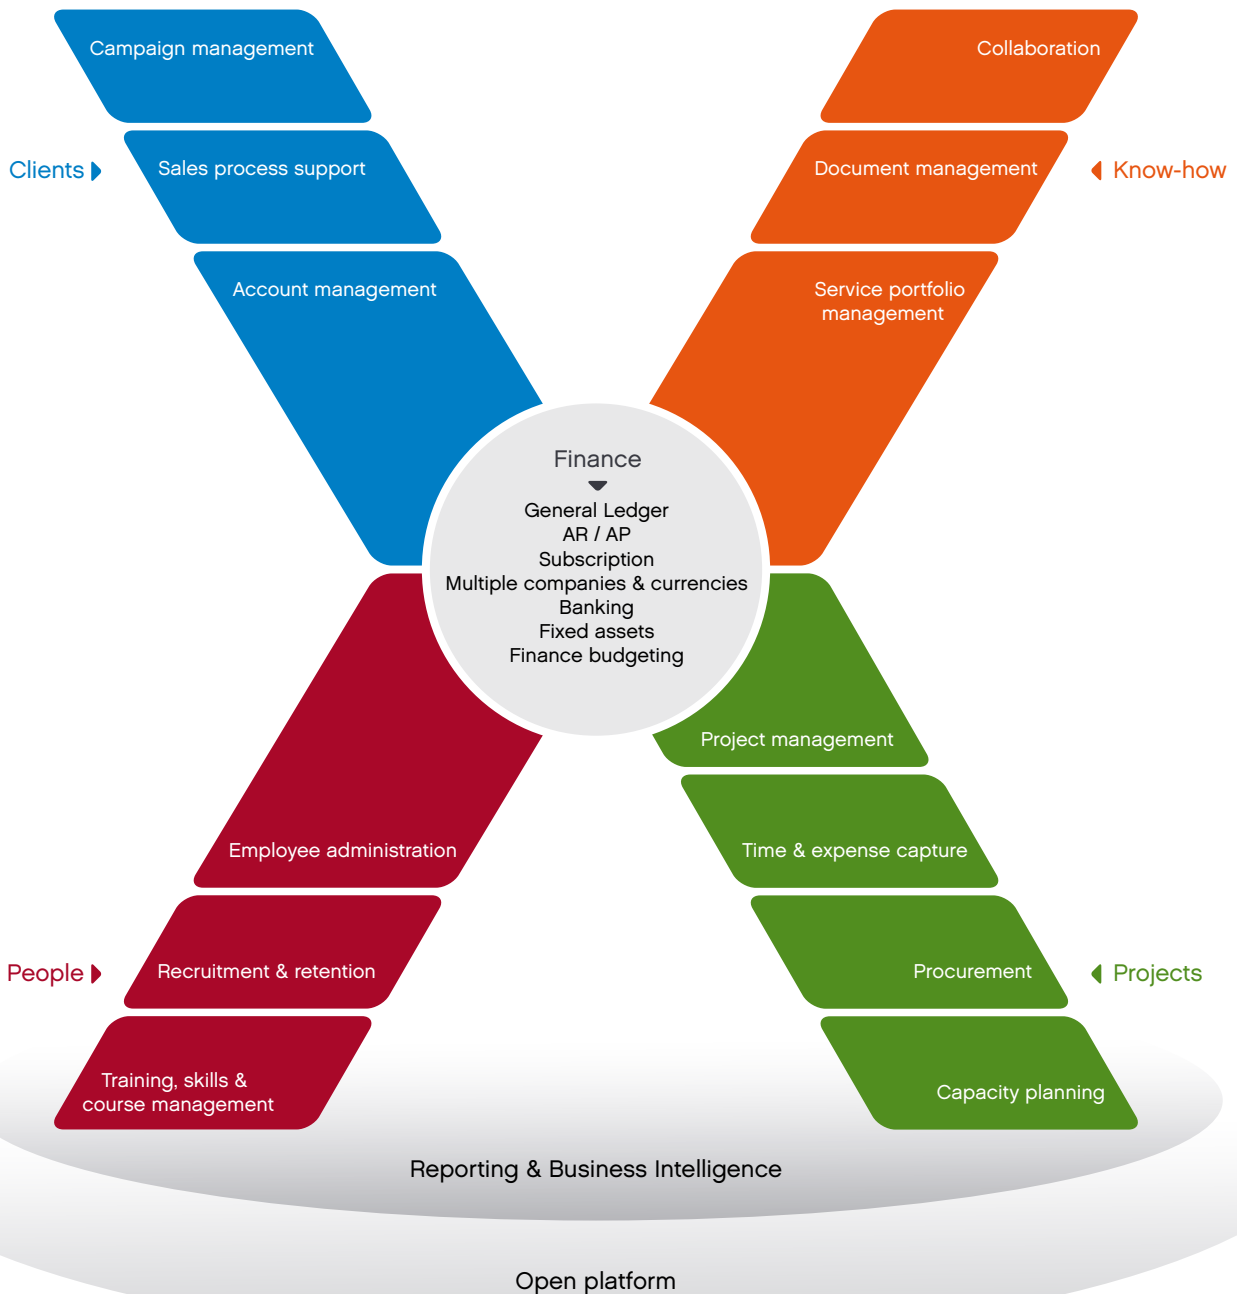 Campaign management
Collaboration
Clients
Sales process support
Document management
Know-how
Account management
Service portfolio
management
Finance
General Ledger
AR / AP
Subscription
Multiple companies & currencies
Banking
Fixed assets
Finance budgeting
Project management
Employee administration
Time & expense capture
People
Recruitment & retention
Procurement
Projects
Training, skills &
course management
Capacity planning
Reporting & Business Intelligence
Open platform